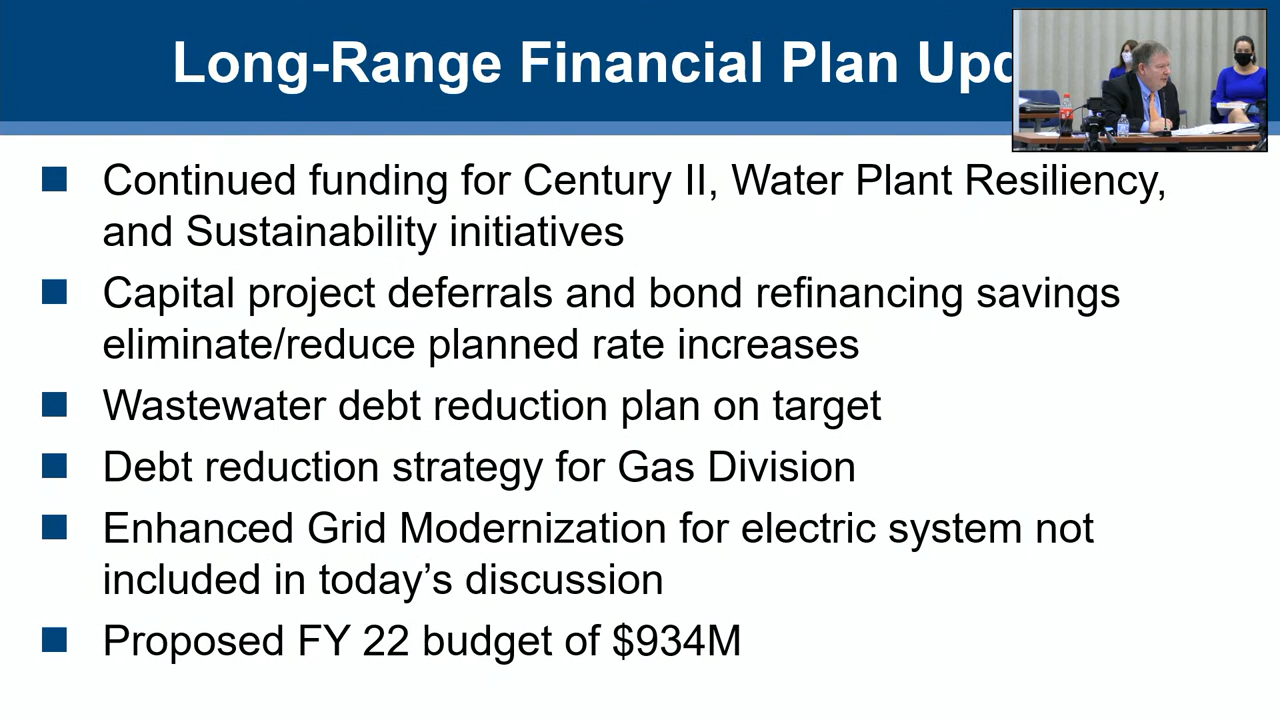 Long-Range Financial Plan
Continued funding for Century II, Water Plant Resiliency,
and Sustainability initiatives
Capital project deferrals and bond refinancing savings
eliminate/reduce planned rate increases
Wastewater debt reduction plan on target
Debt reduction strategy for Gas Division
Enhanced Grid Modernization for electric system not
included in today’s discussion
Proposed FY 22 budget of $934M